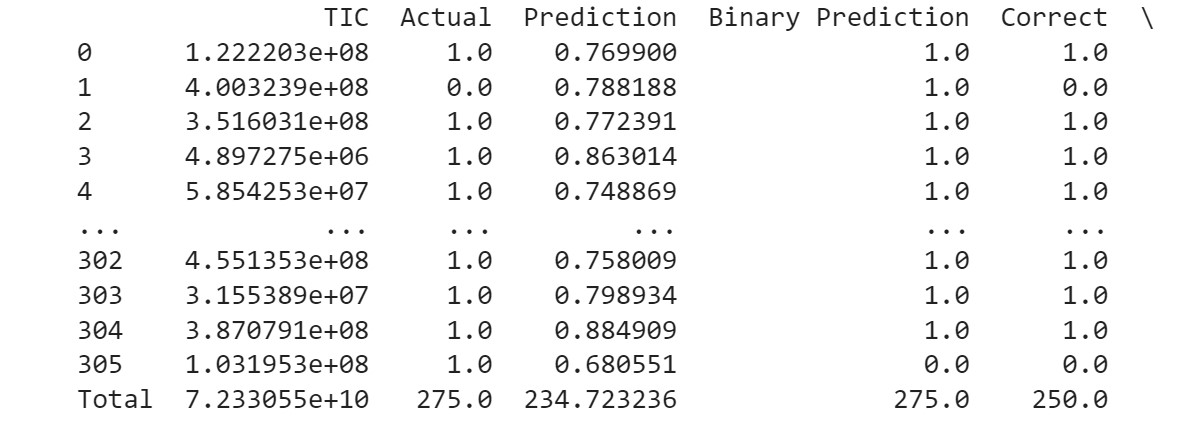 TIC Actual Prediction Binary Prediction Correct \
0 1.222203e+08 1.0 0.769900 1.0 1.0
1 4.003239e+08 0.0 0.788188 1.0 0.0
2 3.516031e+08 1.0 0.772391 1.0 1.0
3 4.897275e+06 1.0 0.863014 1.0 1.0
4 5.854253e+07 1.0 0.748869 1.0 1.0
... ... ... ... ... ...
302 4.551353e+08 1.0 0.758009 1.0 1.0
303 3.155389e+07 1.0 0.798934 1.0 1.0
304 3.870791e+08 1.0 0.884909 1.0 1.0
305 1.031953e+08 1.0 0.680551 0.0 0.0
Total 7.233055e+10 275.0 234.723236 275.0 250.0